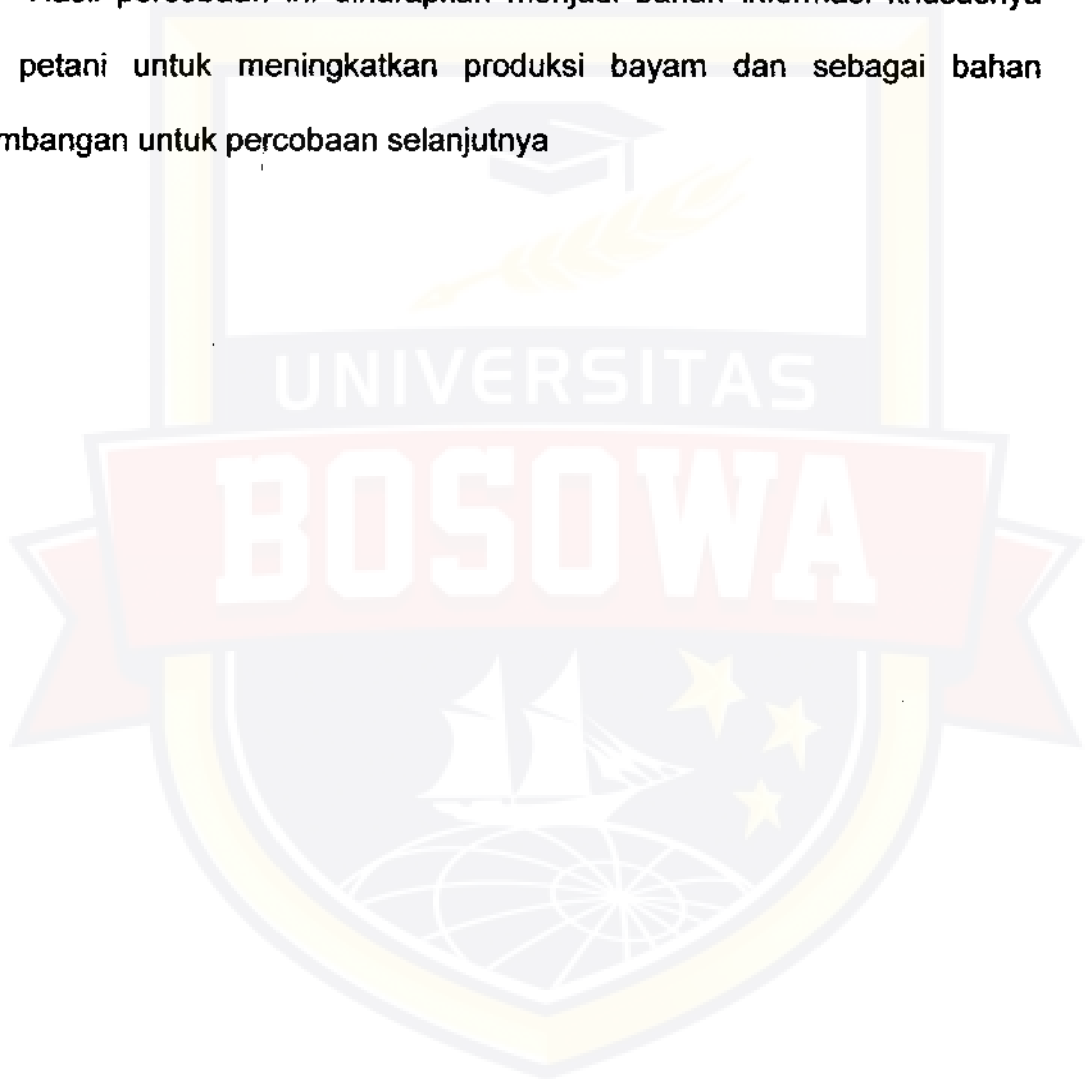 petani untuk meningkatkan produksi bayam dan sebagai bahan
mbangan untuk percobaan selanjutnya
UNIVERSITAS
BOSOWA